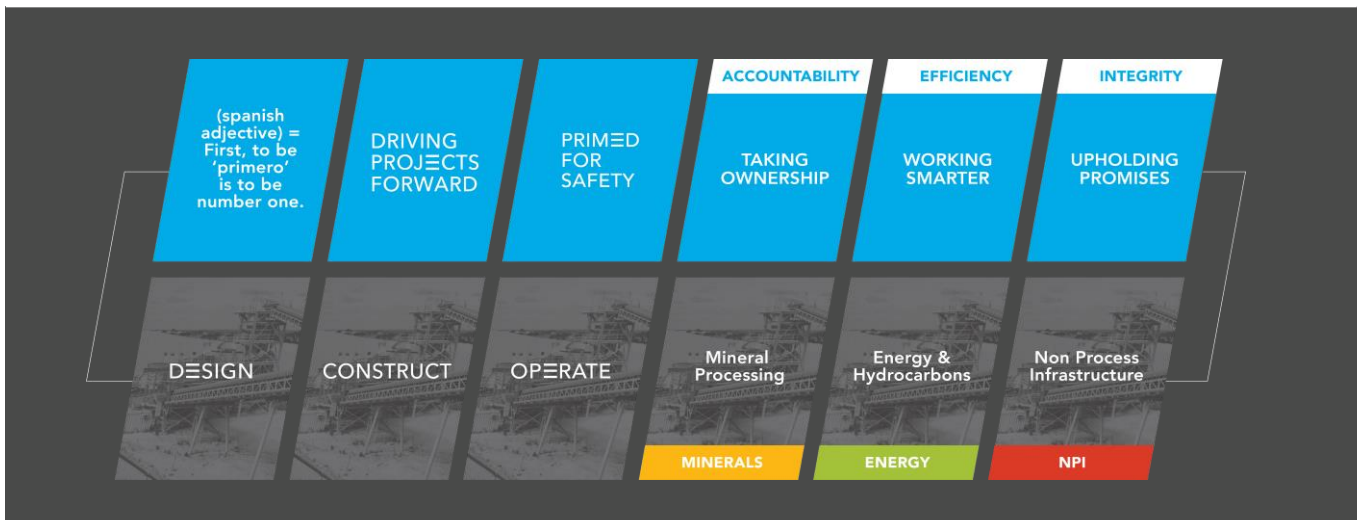 (spanish
adjective) =
First, to be
‘primero’
is to be
number one.
DRIVING
PROJECTS
FORWARD
PRIMED
FOR
SAFETY
ACCOUNTABILITY
TAKING
OWNERSHIP
EFFICIENCY
WORKING
SMARTER
INTEGRITY
UPHOLDING
PROMISES
DESIGN
CONSTRUCT
OPERATE
Mineral
Processing
MINERALS
Energy &
Hydrocarbons
ENERGY
Non Process
Infrastructure
NPI